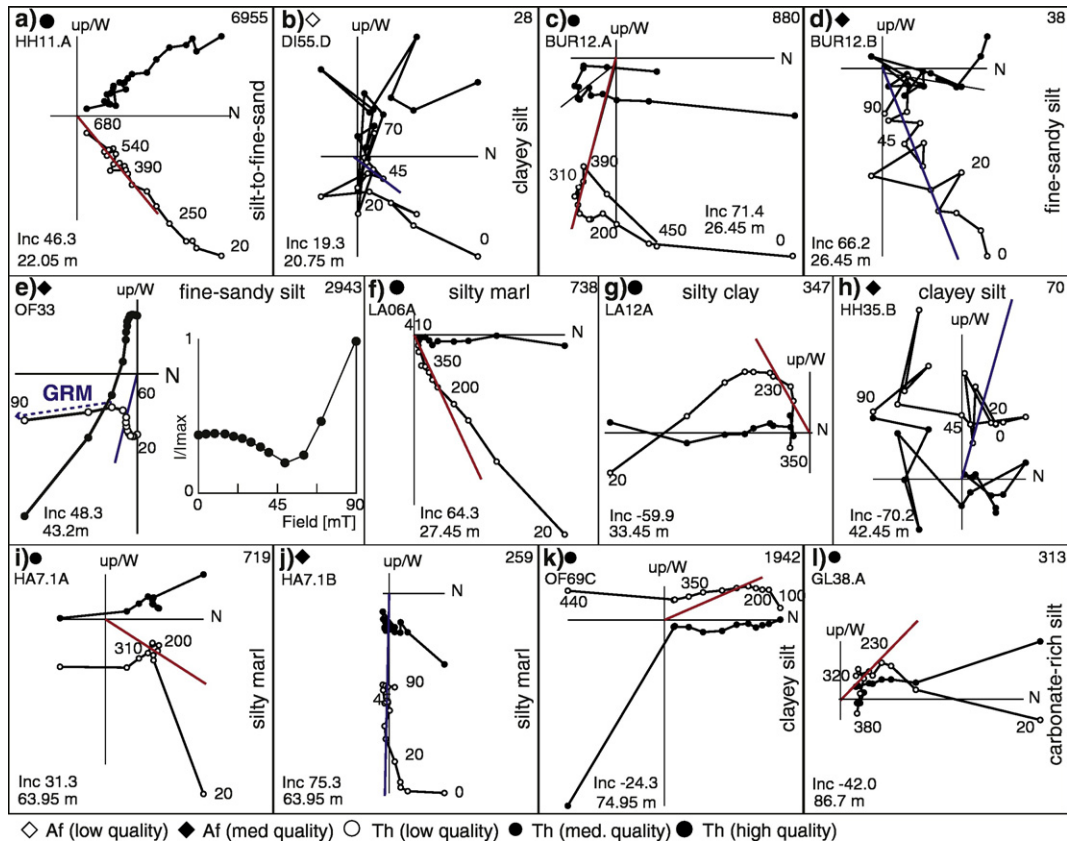 a) 6955
HH11.A
up/W
N
680
540
390
250
20
Inc 46.3
22.05 m
silt-to-fine-sand
b) 28
DI55.D
up/W
70
N
45
20
0
Inc 19.3
20.75 m
clayey silt
c) 880
BUR12.A
up/W
N
390
310
200
450
0
Inc 71.4
26.45 m
d) 38
BUR12.B
up/W
N
90
45
20
0
Inc 66.2
26.45 m
fine-sandy silt
e) fine-sandy silt 2943
OF33
up/W
N
GRM
90
60
20
I/Imax
1
0
0 45 90
Field [mT]
Inc 48.3
43.2m
f) silty marl 738
LA06A
up/W
410
N
350
200
20
Inc 64.3
27.45 m
g) silty clay 347
LA12A
up/W
230
N
350
20
Inc -59.9
33.45 m
h) clayey silt 70
HH35.B
up/W
90
20
45
0
N
Inc -70.2
42.45 m
i) 719
HA7.1A
up/W
N
310
200
20
Inc 31.3
63.95 m
silty marl
j) 259
HA7.1B
up/W
N
90
45
20
0
Inc 75.3
63.95 m
silty marl
k) 1942
OF69C
up/W
440
350
200
100
N
Inc -24.3
74.95 m
clayey silt
l) 313
GL38.A
up/W
230
320
N
380
20
Inc -42.0
86.7 m
carbonate-rich silt
Af (low quality) Af (med quality) Th (low quality) Th (med. quality) Th (high quality)